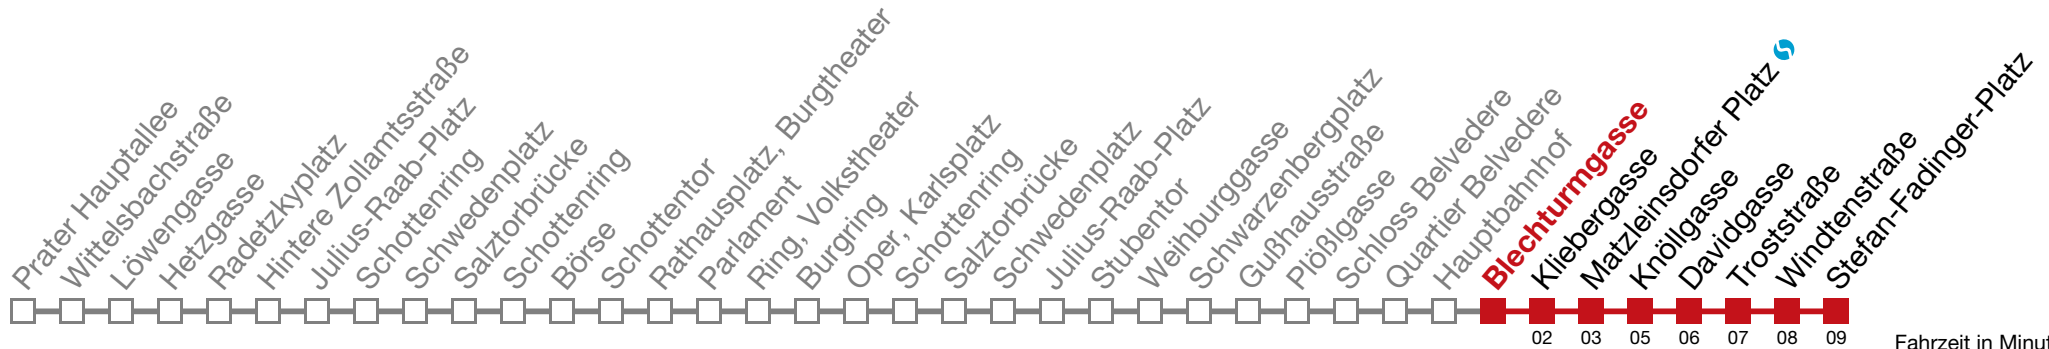 Prater Hauptallee
Wittelsbachstraße
Löwengasse
Hetzgasse
Radetzkyplatz
Hintere Zollamtsstraße
Julius-Raab-Platz
Schottenring
Schwedenplatz
Salztorbrücke
Schottenring
Börse
Schottentor
Rathausplatz, Burgtheater
Parlament
Ring, Volkstheater
Burgring
Oper, Karlsplatz
Schottenring
Salztorbrücke
Schwedenplatz
Julius-Raab-Platz
Stubentor
Weihburggasse
Schwarzenbergplatz
Gußhausstraße
Plößlgasse
Schloss Belvedere
Quartier Belvedere
Hauptbahnhof
Blechturmgasse
Kliebergasse
Matzleinsdorfer Platz
Knöllgasse
Davidgasse
Troststraße
Windtenstraße
Stefan-Fadinger-Platz
02 03 05 06 07 08 09
Fahrzeit in Minut